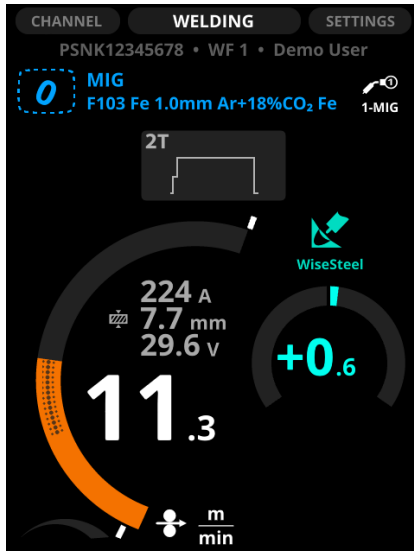 CHANNEL WELDING SETTINGS
PSNK12345678 • WF 1 • Demo User
0 MIG
F103 Fe 1.0mm Ar+18%CO₂ Fe
1
1-MIG
2T
WiseSteel
224 A
7.7 mm
29.6 V
+0.6
11.3
m
min